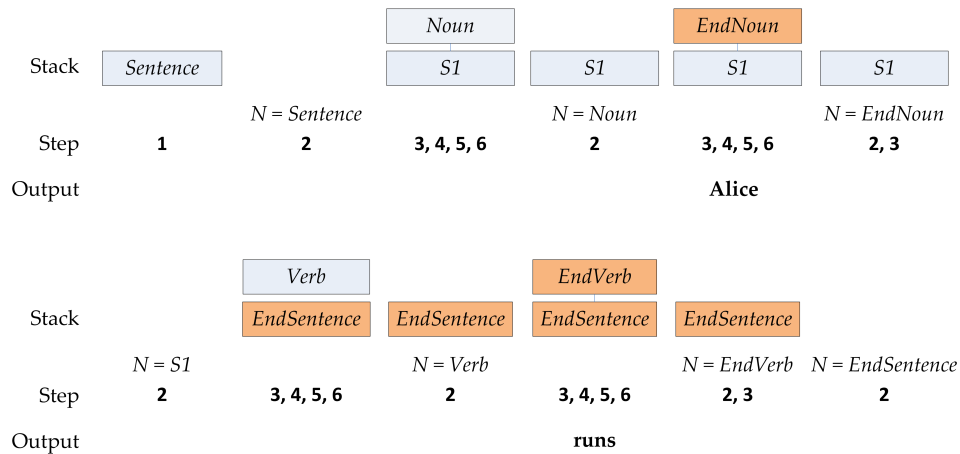 Noun EndNoun
Stack Sentence S1 S1 S1 S1
N = Sentence N = Noun N = EndNoun
Step 1 2 3, 4, 5, 6 2 3, 4, 5, 6 2, 3
Output Alice
Verb EndVerb
Stack EndSentence EndSentence EndSentence EndSentence
N = S1 N = Verb N = EndVerb N = EndSentence
Step 2 3, 4, 5, 6 2 3, 4, 5, 6 2, 3 2
Output runs